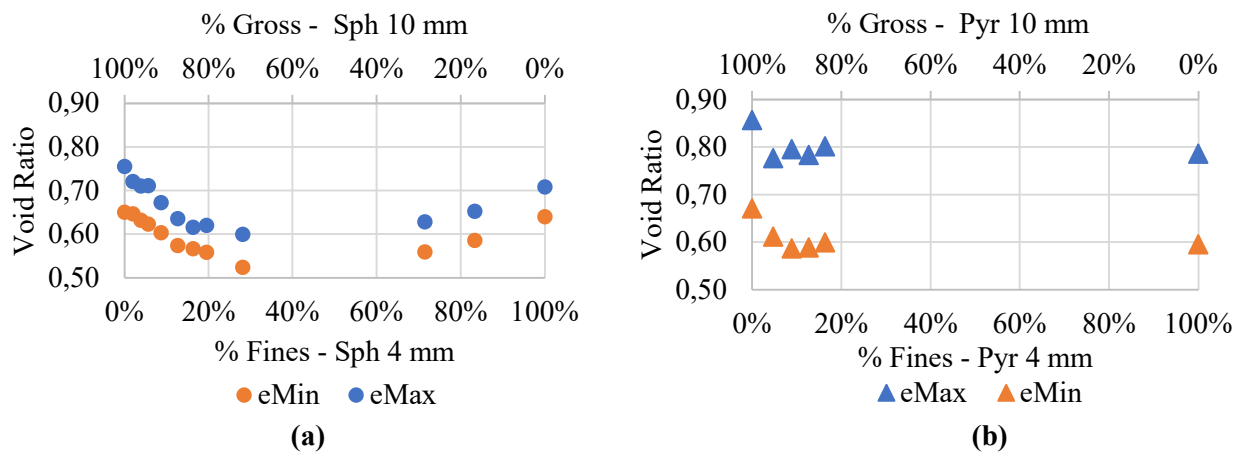 % Gross - Sph 10 mm
100% 80% 60% 40% 20% 0%
0,90
0,80
0,70
0,60
0,50
Void Ratio
0% 20% 40% 60% 80% 100%
% Fines - Sph 4 mm
eMin eMax
(a)
% Gross - Pyr 10 mm
100% 80% 60% 40% 20% 0%
0,90
0,80
0,70
0,60
0,50
Void Ratio
0% 20% 40% 60% 80% 100%
% Fines - Pyr 4 mm
eMax eMin
(b)